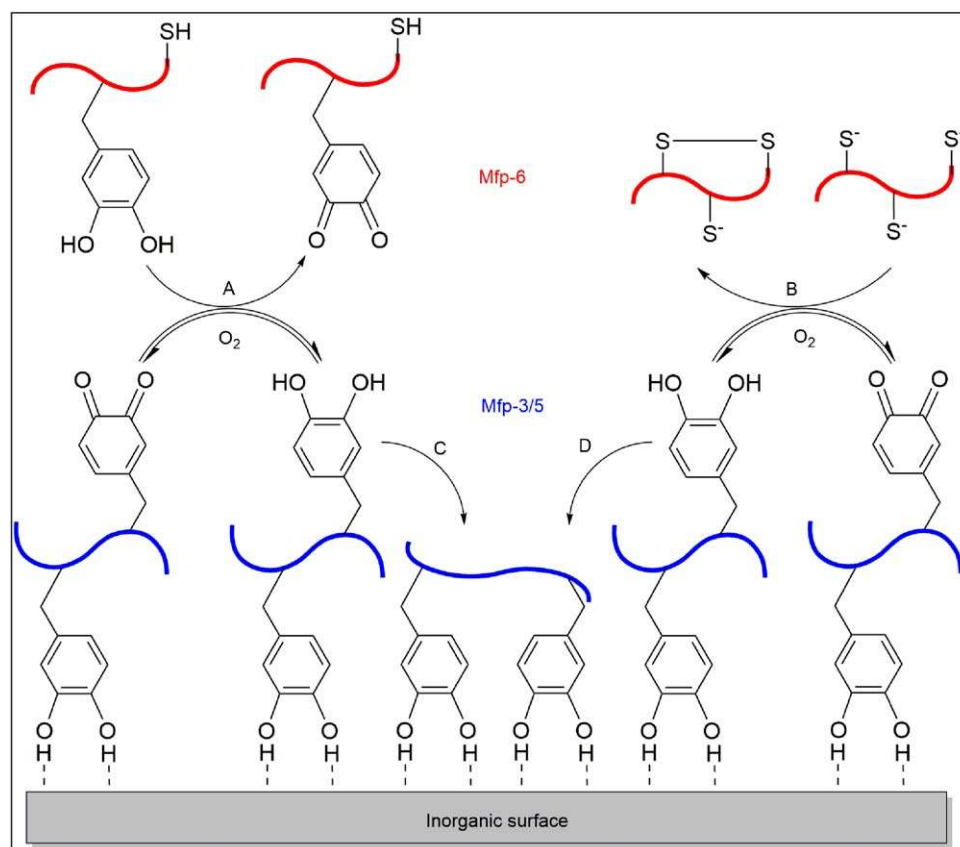 SH SH
S S S- S-
Mfp-6
S- S-
HO OH O O
A B
O2 O2
O O HO OH HO OH O O
Mfp-3/5
C D
O O O O O O O O O O O O
H H H H H H H H H H H H
Inorganic surface